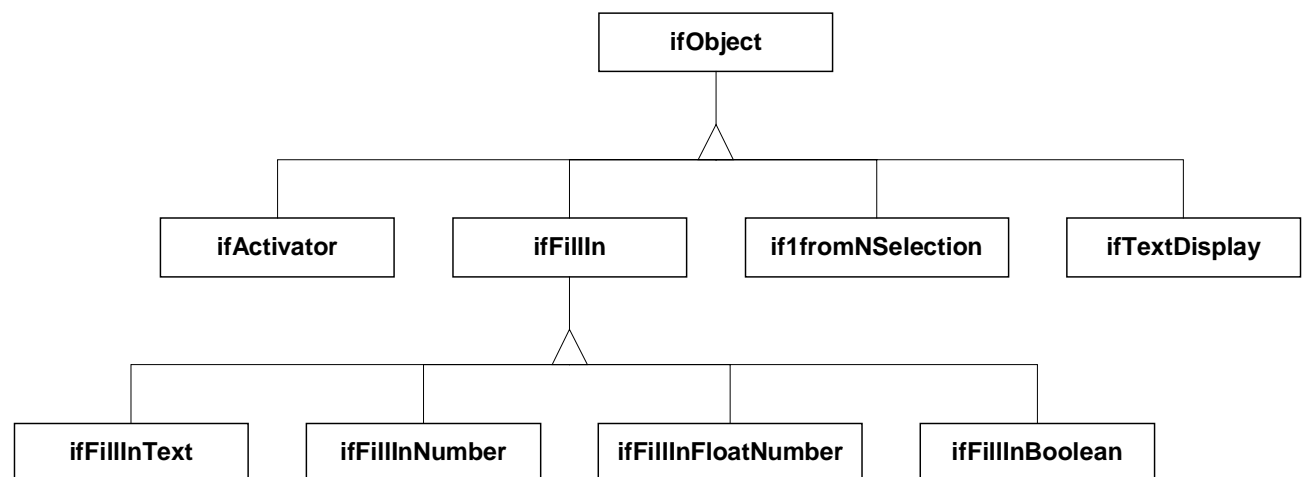 ifObject
ifActivator
ifFillIn
if1fromNSelection
ifTextDisplay
ifFillInText
ifFillInNumber
ifFillInFloatNumber
ifFillInBoolean